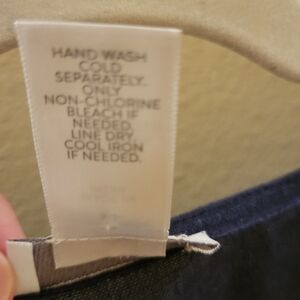 HAND WASH
COLD
SEPARATELY.
ONLY
NON-CHLORINE
BLEACH IF
NEEDED.
LINE DRY.
COOL IRON
IF NEEDED.